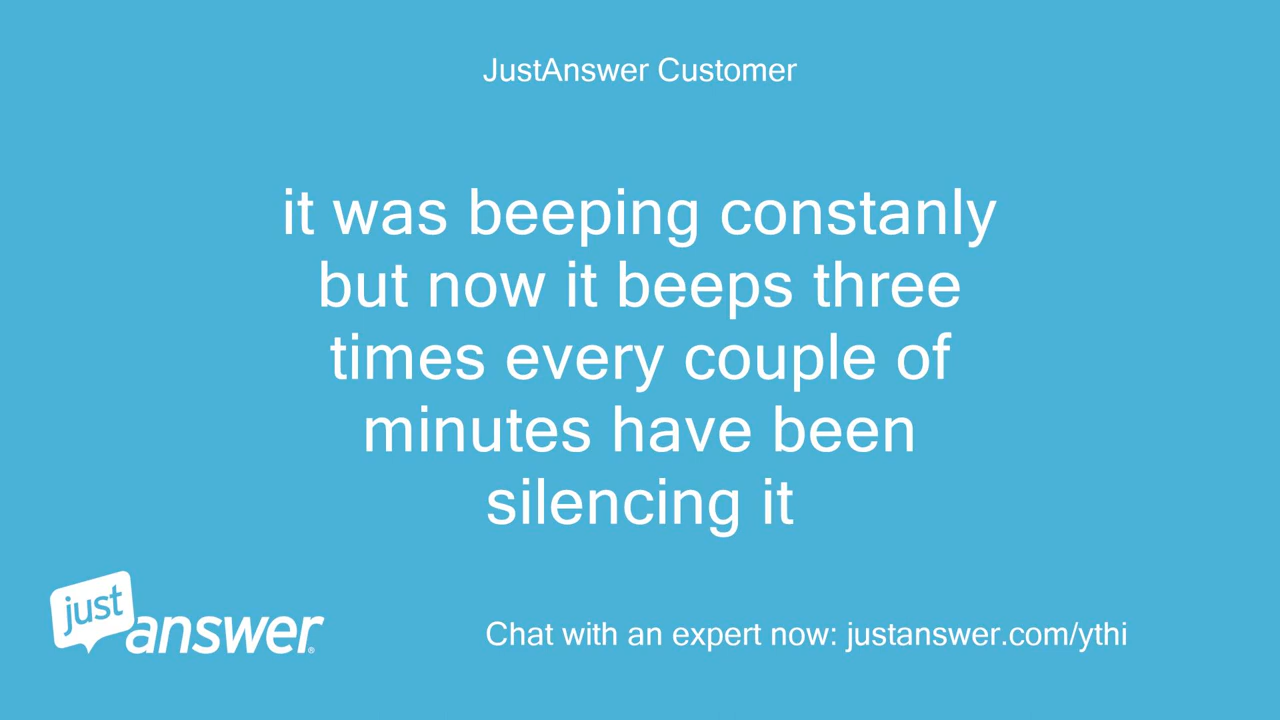 JustAnswer Customer
it was beeping constanly
but now it beeps three
times every couple of
minutes have been
silencing it
just answer®
Chat with an expert now: justanswer.com/ythi